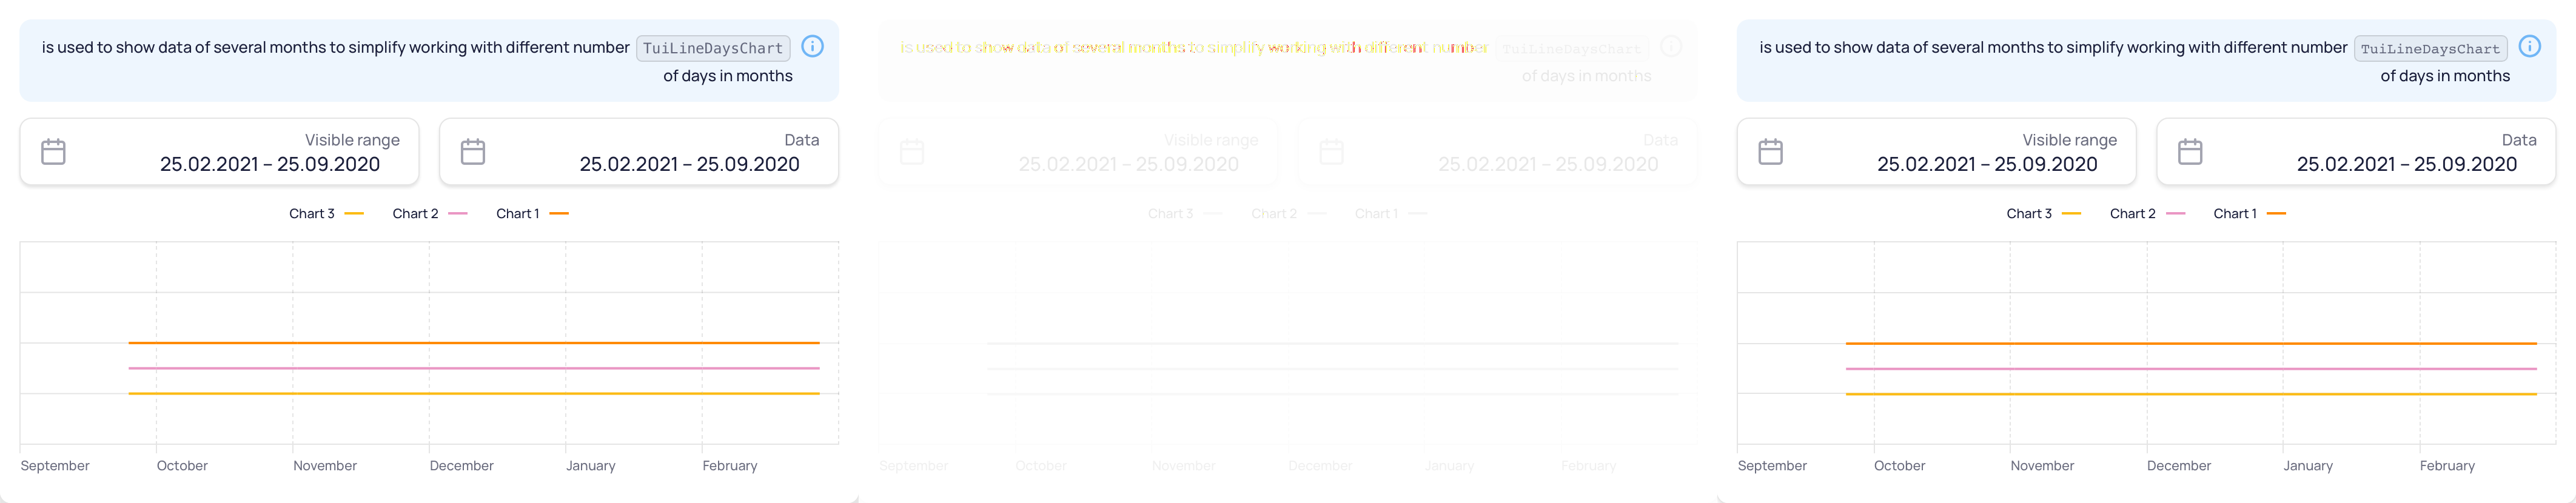 is used to show data of several months to simplify working with different number TuiLineDaysChart
of days in months
Visible range
25.02.2021 – 25.09.2020
Data
25.02.2021 – 25.09.2020
Chart 3 Chart 2 Chart 1
September October November December January February
is used to show data of several months to simplify working with different number TuiLineDaysChart
of days in months
Visible range
25.02.2021 – 25.09.2020
Data
25.02.2021 – 25.09.2020
Chart 3 Chart 2 Chart 1
September October November December January February
is used to show data of several months to simplify working with different number TuiLineDaysChart
of days in months
Visible range
25.02.2021 – 25.09.2020
Data
25.02.2021 – 25.09.2020
Chart 3 Chart 2 Chart 1
September October November December January February